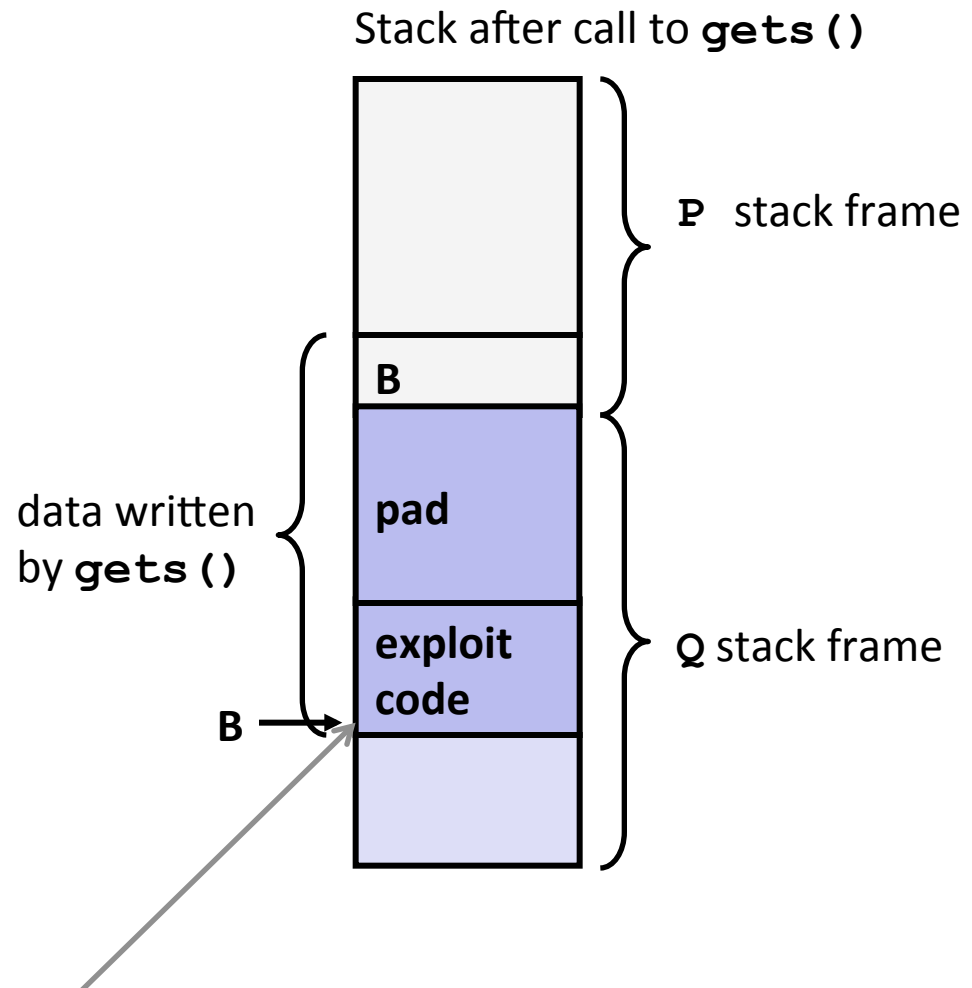 Stack after call to gets()
P stack frame
B
data written
by gets()
pad
exploit
code
Q stack frame
B